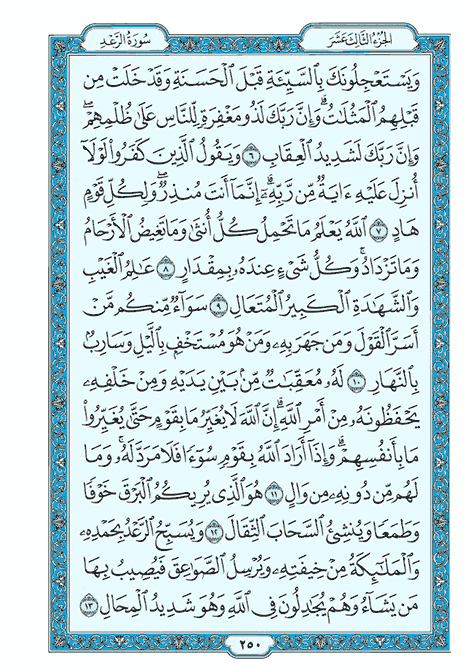 الجزء الثالث عشر
سورة الرعد
وَيَسْتَعْجِلُونَكَ بِالسَّيِّئَةِ قَبْلَ الْحَسَنَةِ وَقَدْ خَلَتْ مِن
قَبْلِهِمُ الْمَثُلَاتُ ۗ وَإِنَّ رَبَّكَ لَذُو مَغْفِرَةٍ لِّلنَّاسِ عَلَىٰ ظُلْمِهِمْ ۖ
وَإِنَّ رَبَّكَ لَشَدِيدُ الْعِقَابِ ٦ وَيَقُولُ الَّذِينَ كَفَرُوا لَوْلَا
أُنزِلَ عَلَيْهِ ءَايَةٌ مِّن رَّبِّهِ ۗ إِنَّمَا أَنتَ مُنذِرٌ ۖ وَلِكُلِّ قَوْمٍ
هَادٍ ٧ اللَّهُ يَعْلَمُ مَا تَحْمِلُ كُلُّ أُنثَىٰ وَمَا تَغِيضُ الْأَرْحَامُ
وَمَا تَزْدَادُ ۖ وَكُلُّ شَيْءٍ عِندَهُ بِمِقْدَارٍ ٨ عَالِمُ الْغَيْبِ
وَالشَّهَادَةِ الْكَبِيرُ الْمُتَعَالِ ٩ سَوَاءٌ مِّنكُم مَّنْ
أَسَرَّ الْقَوْلَ وَمَن جَهَرَ بِهِ وَمَنْ هُوَ مُسْتَخْفٍ بِاللَّيْلِ وَسَارِبٌ
بِالنَّهَارِ ١٠ لَهُ مُعَقِّبَاتٌ مِّن بَيْنِ يَدَيْهِ وَمِنْ خَلْفِهِ
يَحْفَظُونَهُ مِنْ أَمْرِ اللَّهِ ۗ إِنَّ اللَّهَ لَا يُغَيِّرُ مَا بِقَوْمٍ حَتَّىٰ يُغَيِّرُوا
مَا بِأَنفُسِهِمْ ۗ وَإِذَا أَرَادَ اللَّهُ بِقَوْمٍ سُوءًا فَلَا مَرَدَّ لَهُ ۚ وَمَا
لَهُم مِّن دُونِهِ مِن وَالٍ ١١ هُوَ الَّذِي يُرِيكُمُ الْبَرْقَ خَوْفًا
وَطَمَعًا وَيُنشِئُ السَّحَابَ الثِّقَالَ ١٢ وَيُسَبِّحُ الرَّعْدُ بِحَمْدِهِ
وَالْمَلَائِكَةُ مِنْ خِيفَتِهِ وَيُرْسِلُ الصَّوَاعِقَ فَيُصِيبُ بِهَا
مَن يَشَاءُ وَهُمْ يُجَادِلُونَ فِي اللَّهِ وَهُوَ شَدِيدُ الْمِحَالِ ١٣
٢٥٠